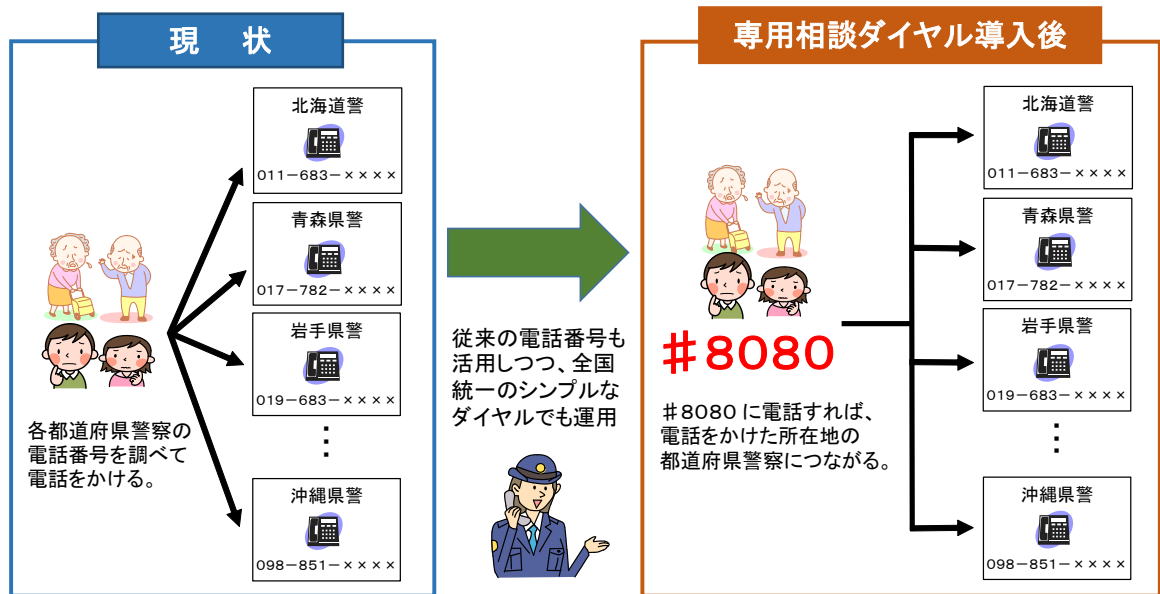 現　状
北海道警
011－683－××××
青森県警
017－782－××××
岩手県警
019－683－××××
⋮
沖縄県警
098－851－××××
各都道府県警察の
電話番号を調べて
電話をかける。
従来の電話番号も
活用しつつ、全国
統一のシンプルな
ダイヤルでも運用
専用相談ダイヤル導入後
♯8080
♯8080に電話すれば、
電話をかけた所在地の
都道府県警察につながる。
北海道警
011－683－××××
青森県警
017－782－××××
岩手県警
019－683－××××
⋮
沖縄県警
098－851－××××